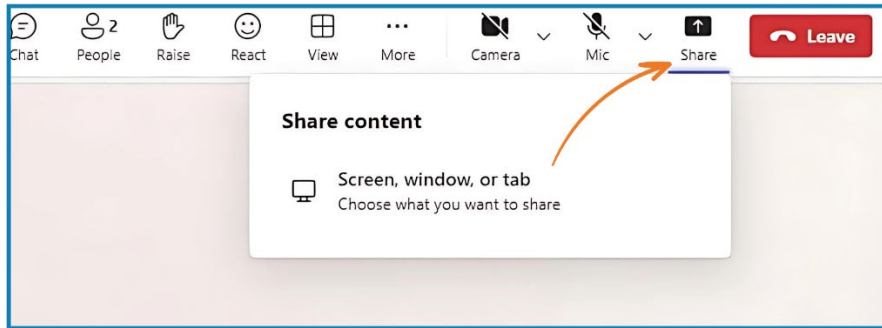 2
Chat People Raise React View More Camera Mic Share Leave
Share content
Screen, window, or tab
Choose what you want to share